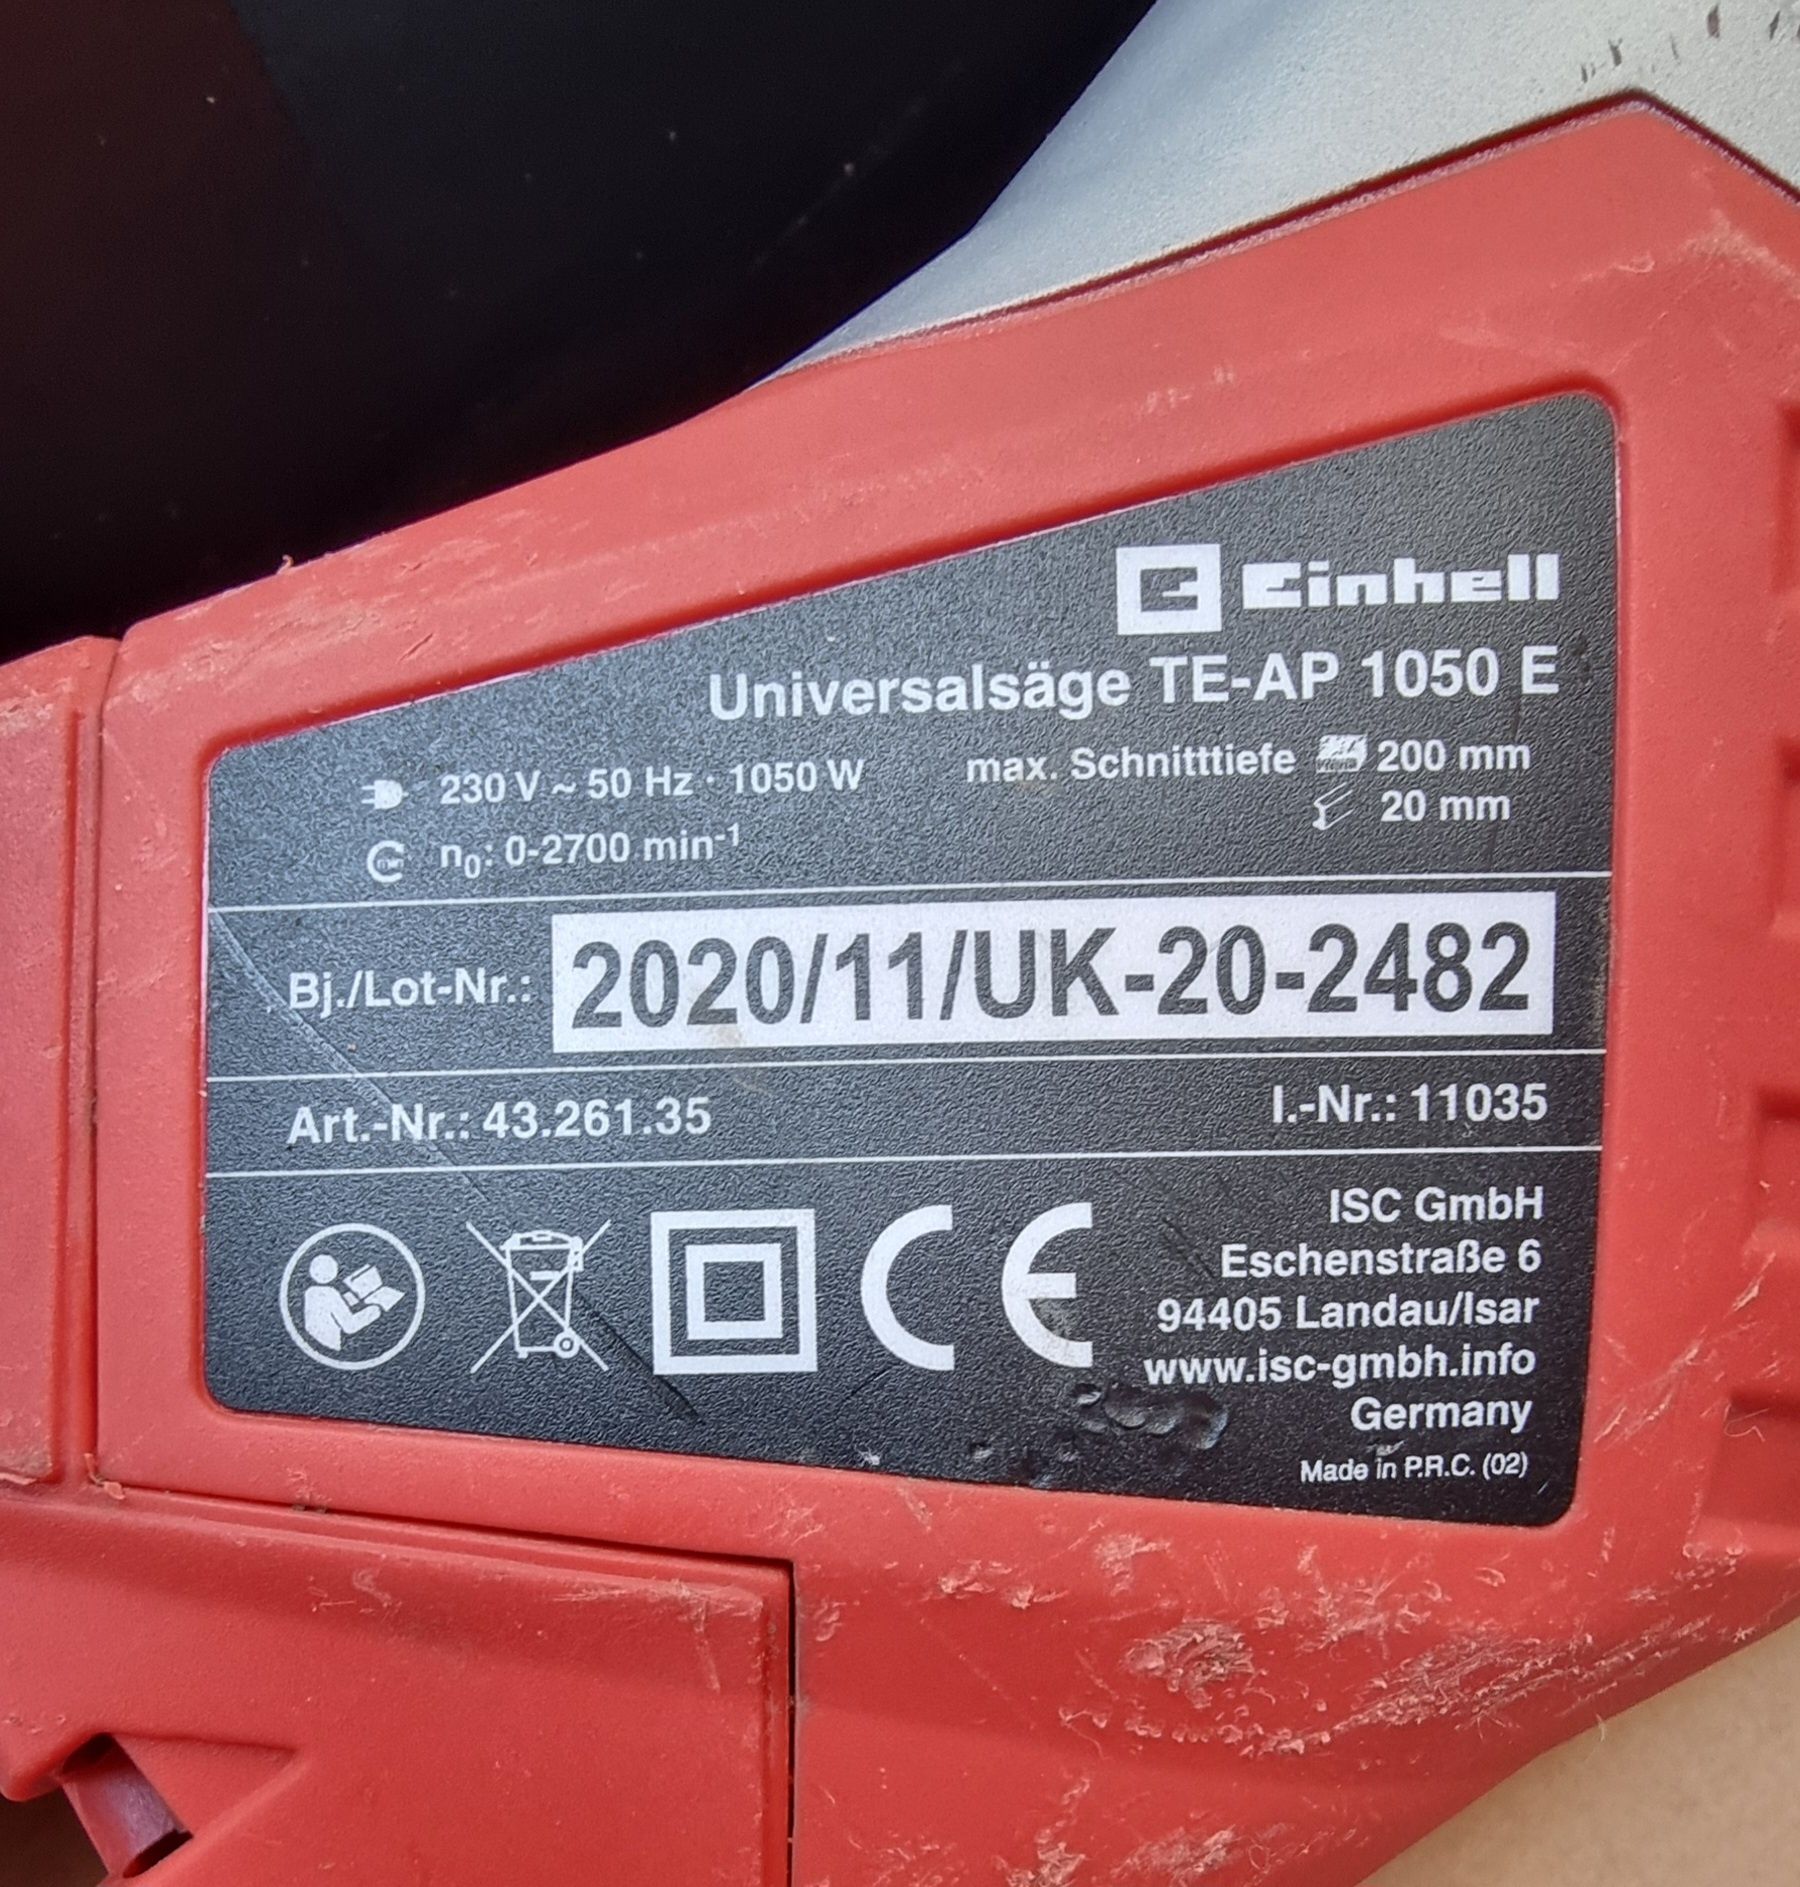 Einhell
Universalsäge TE-AP 1050 E
230 V ~ 50 Hz · 1050 W
max. Schnitttiefe 200 mm
20 mm
n₀: 0-2700 min⁻¹
Bj./Lot-Nr.: 2020/11/UK-20-2482
Art.-Nr.: 43.261.35
I.-Nr.: 11035
CE
ISC GmbH
Eschenstraße 6
94405 Landau/Isar
www.isc-gmbh.info
Germany
Made in P.R.C. (02)